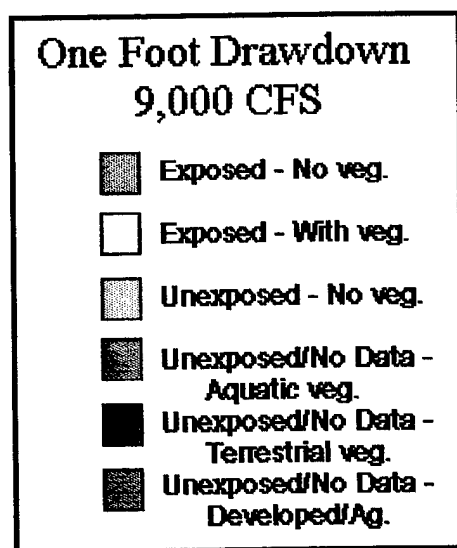 One Foot Drawdown
9,000 CFS
Exposed - No veg.
Exposed - With veg.
Unexposed - No veg.
Unexposed/No Data -
Aquatic veg.
Unexposed/No Data -
Terrestrial veg.
Unexposed/No Data -
Developed/Ag.